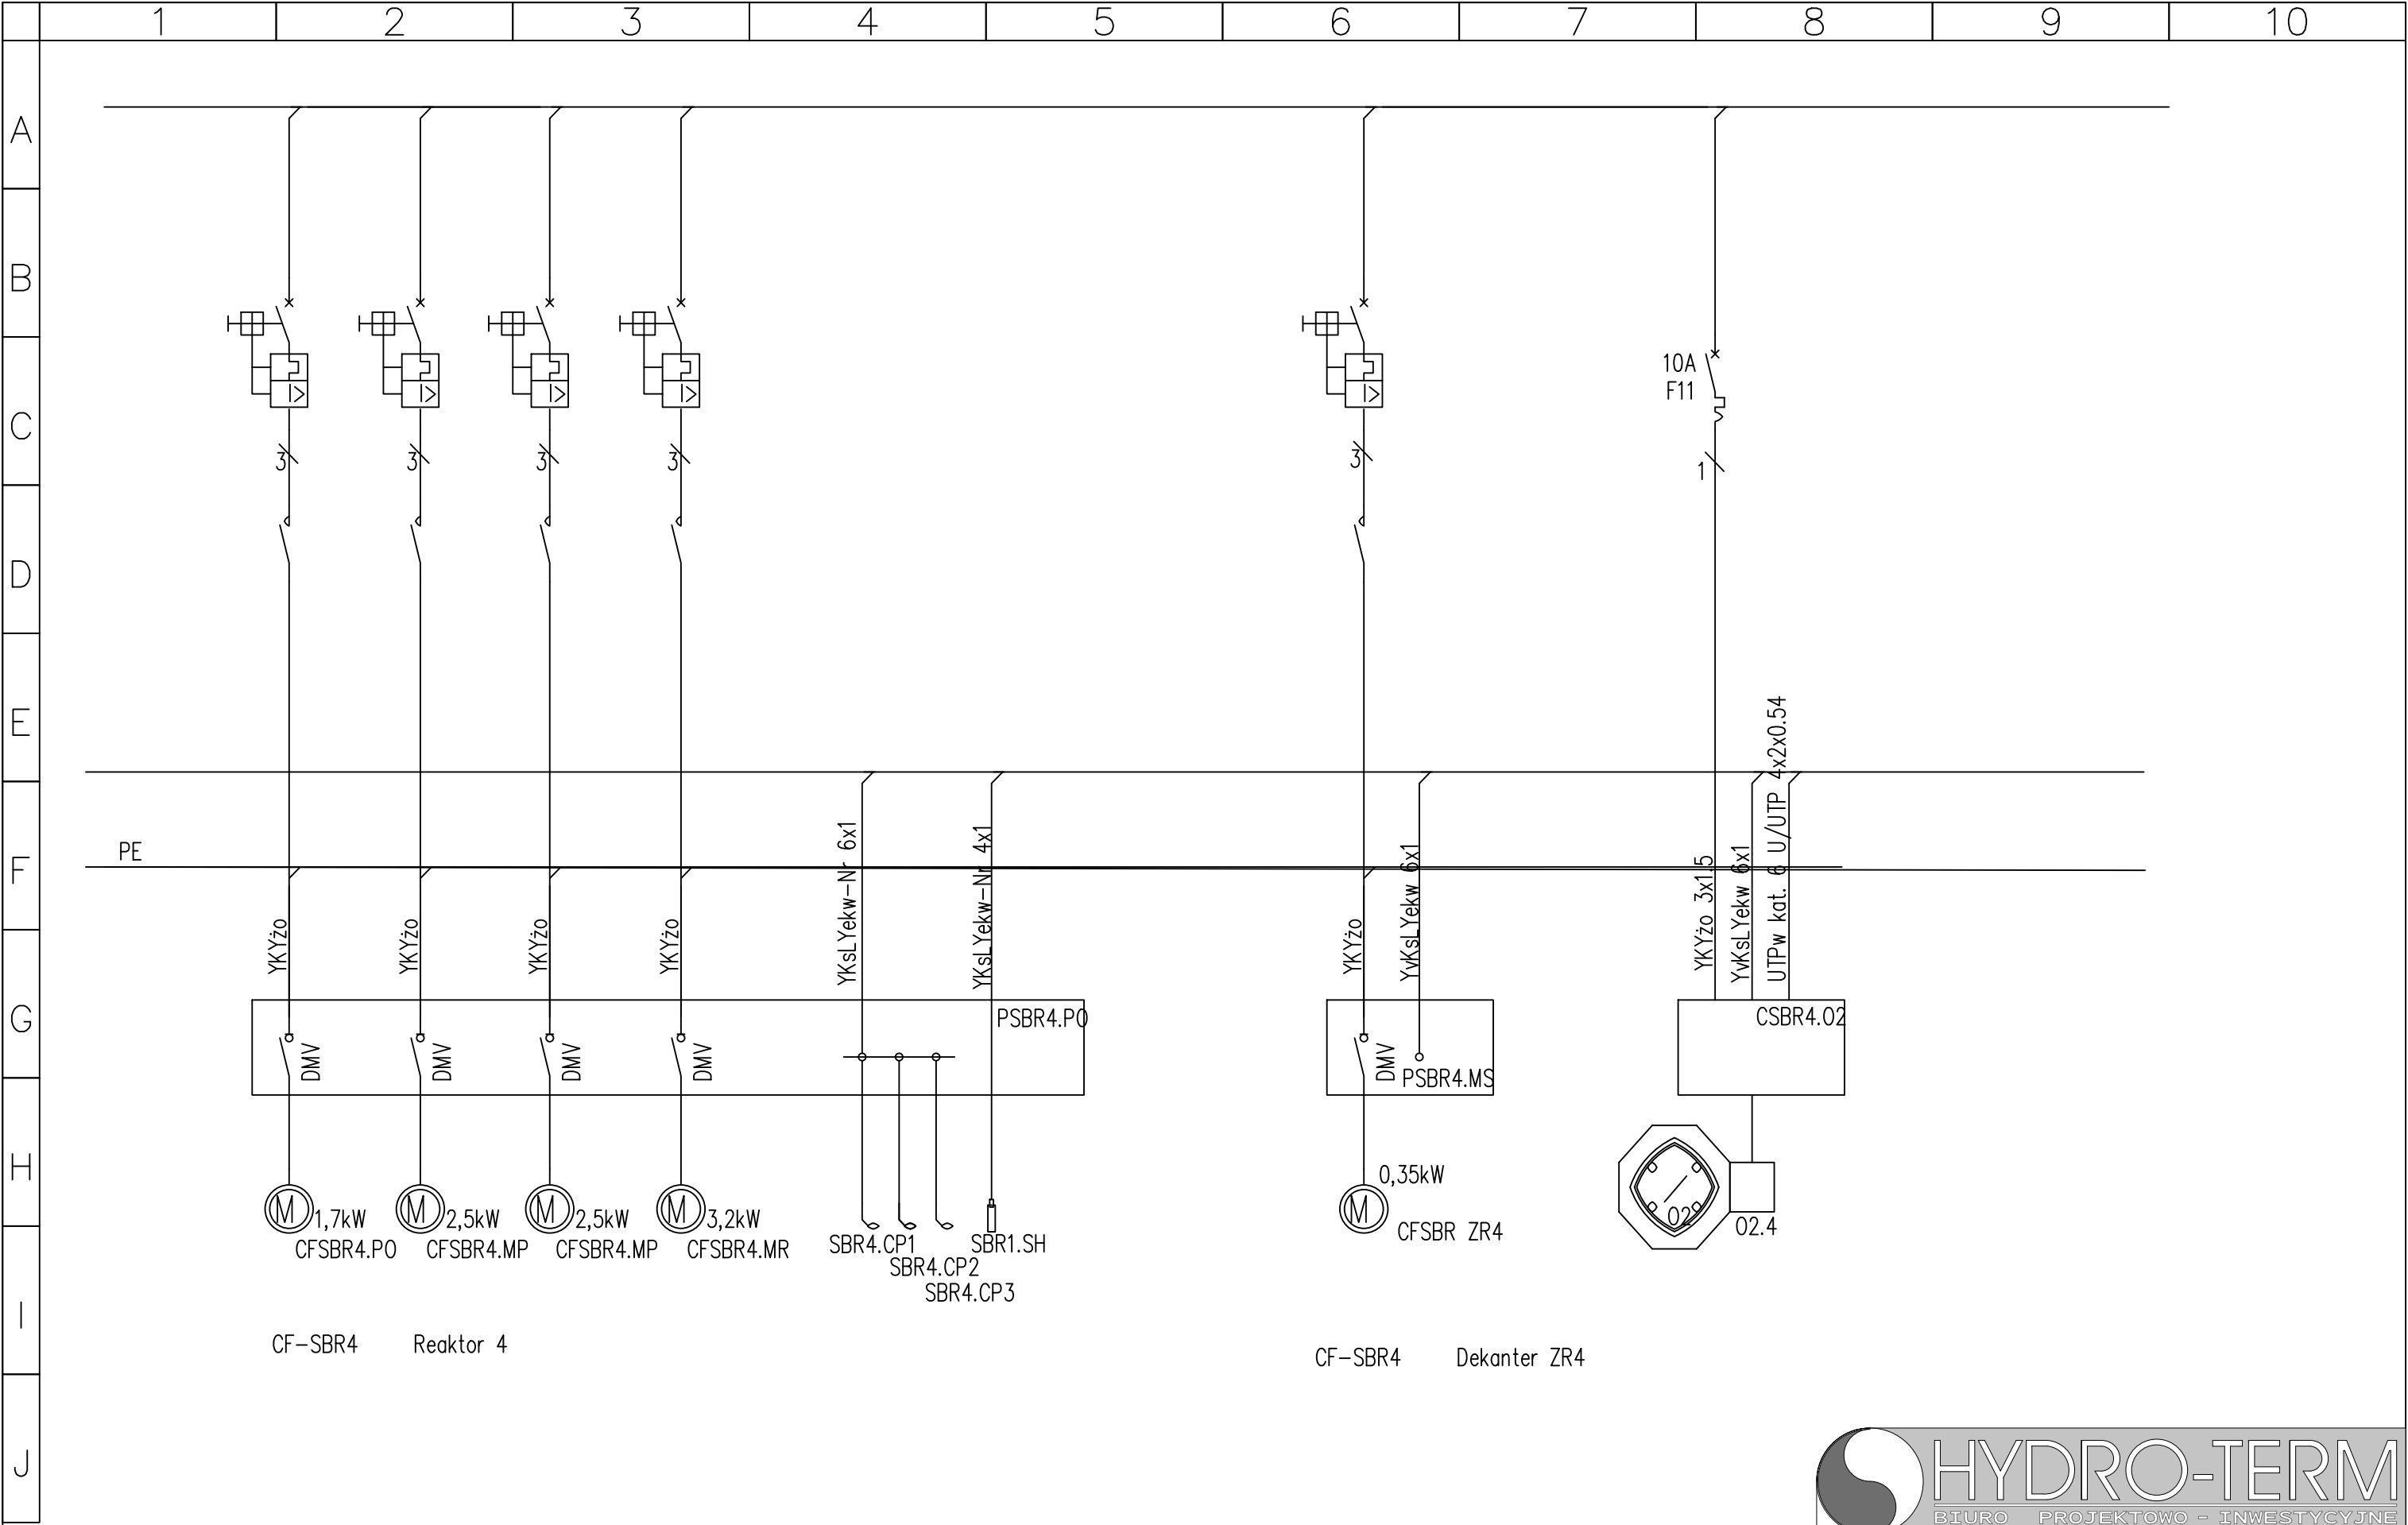 1 2 3 4 5 6 7 8 9 10
A
B
C
D
E
F
G
H
I
J
10A
F11
3 3 3 3 3 1
PE
YKYżo
YKYżo
YKYżo
YKYżo
YKsLYekw-Nr 6x1
YKsLYekw-Nr 4x1
YKYżo
YvKsLYekw 6x1
YKYżo 3x1.5
YvKsLYekw 6x1
UTPw kat. 6 U/UTP 4x2x0.54
I> I> I> I> I>
PSBR4.PO
DMV
DMV
DMV
DMV
DMV
PSBR4.MS
CSBR4.O2
M 1,7kW
CFSBR4.PO
M 2,5kW
CFSBR4.MP
M 2,5kW
CFSBR4.MP
M 3,2kW
CFSBR4.MR
SBR4.CP1
SBR4.CP2
SBR4.CP3
SBR1.SH
0,35kW
M
CFSBR ZR4
O2
O2.4
CF-SBR4 Reaktor 4
CF-SBR4 Dekanter ZR4
HYDRO-TERM
BIURO PROJEKTOWO - INWESTYCYJNE